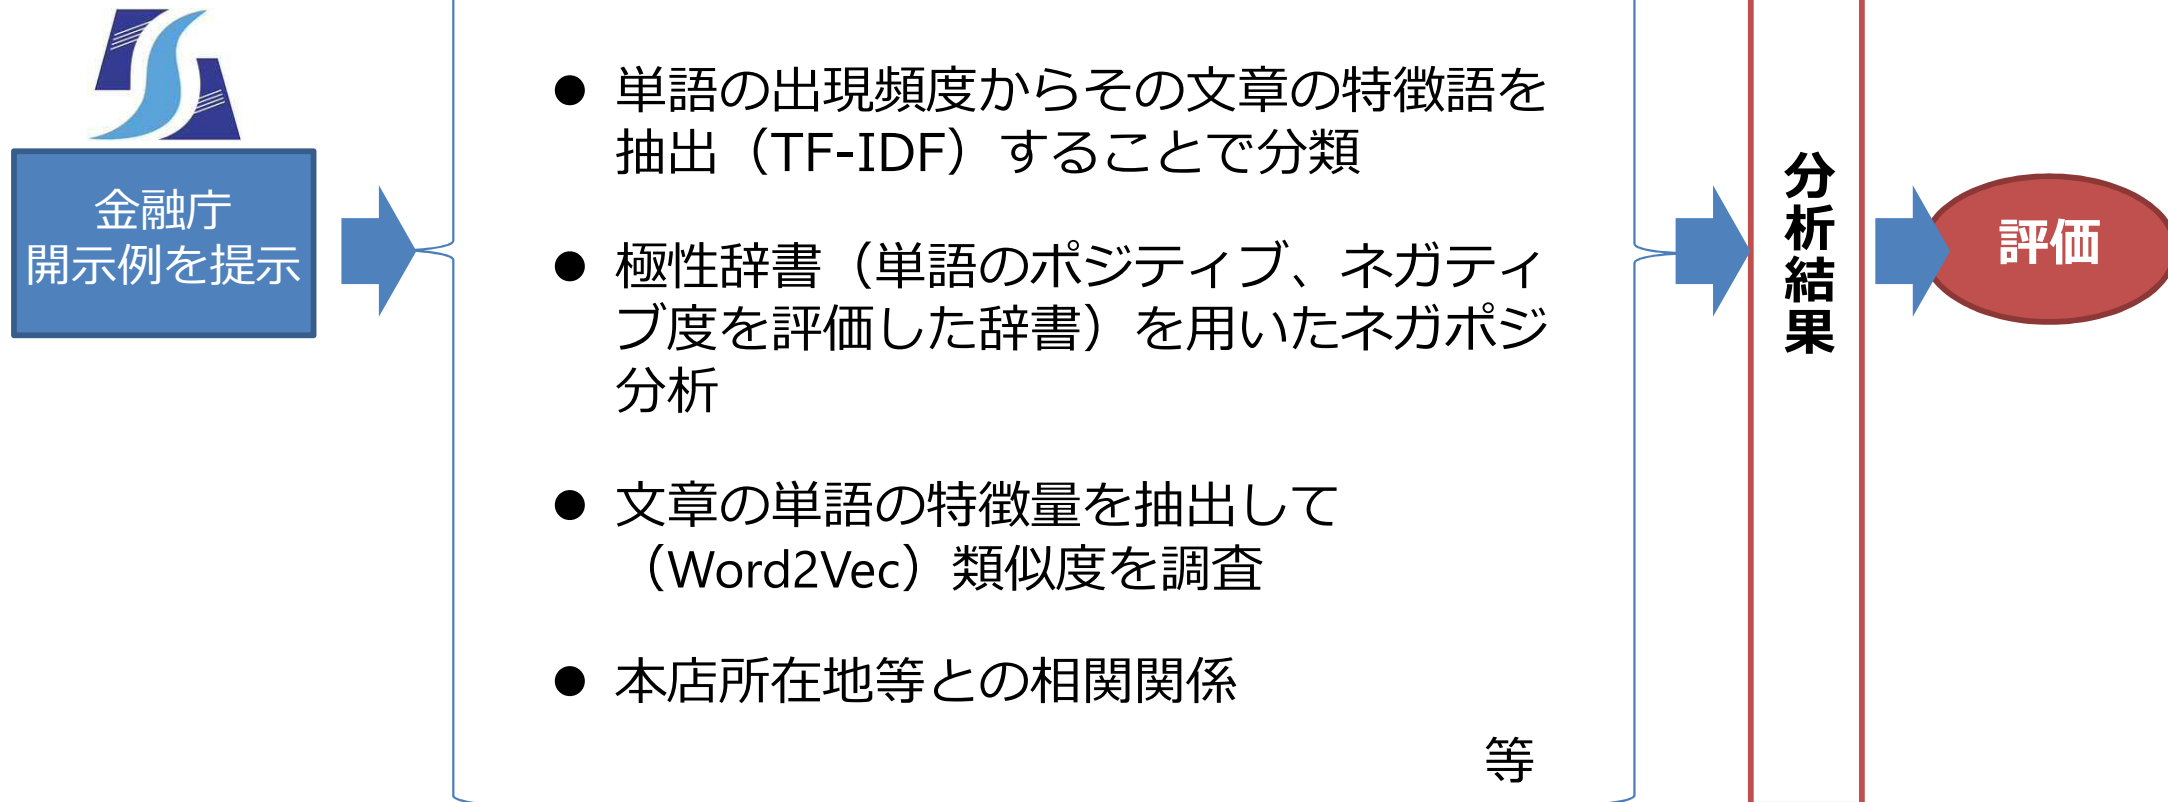 金融庁
開示例を提示
● 単語の出現頻度からその文章の特徴語を
抽出（TF-IDF）することで分類
● 極性辞書（単語のポジティブ、ネガティ
ブ度を評価した辞書）を用いたネガポジ
分析
● 文章の単語の特徴量を抽出して
（Word2Vec）類似度を調査
● 本店所在地等との相関関係
等
分析結果
評価